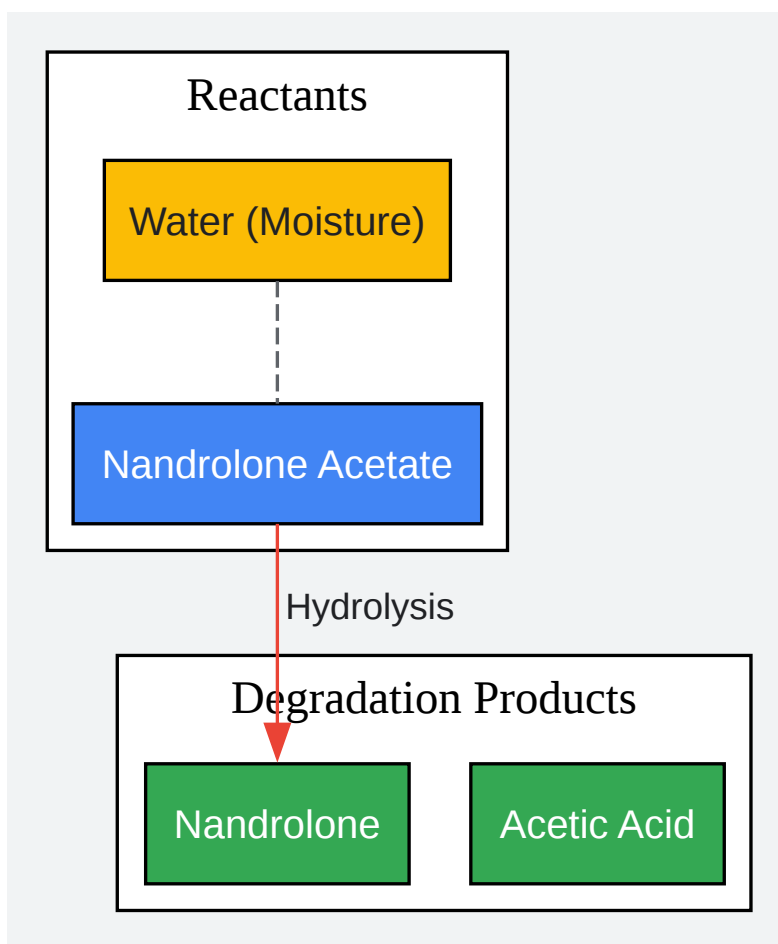 Reactants
Water (Moisture)
Nandrolone Acetate
Hydrolysis
Degradation Products
Nandrolone
Acetic Acid